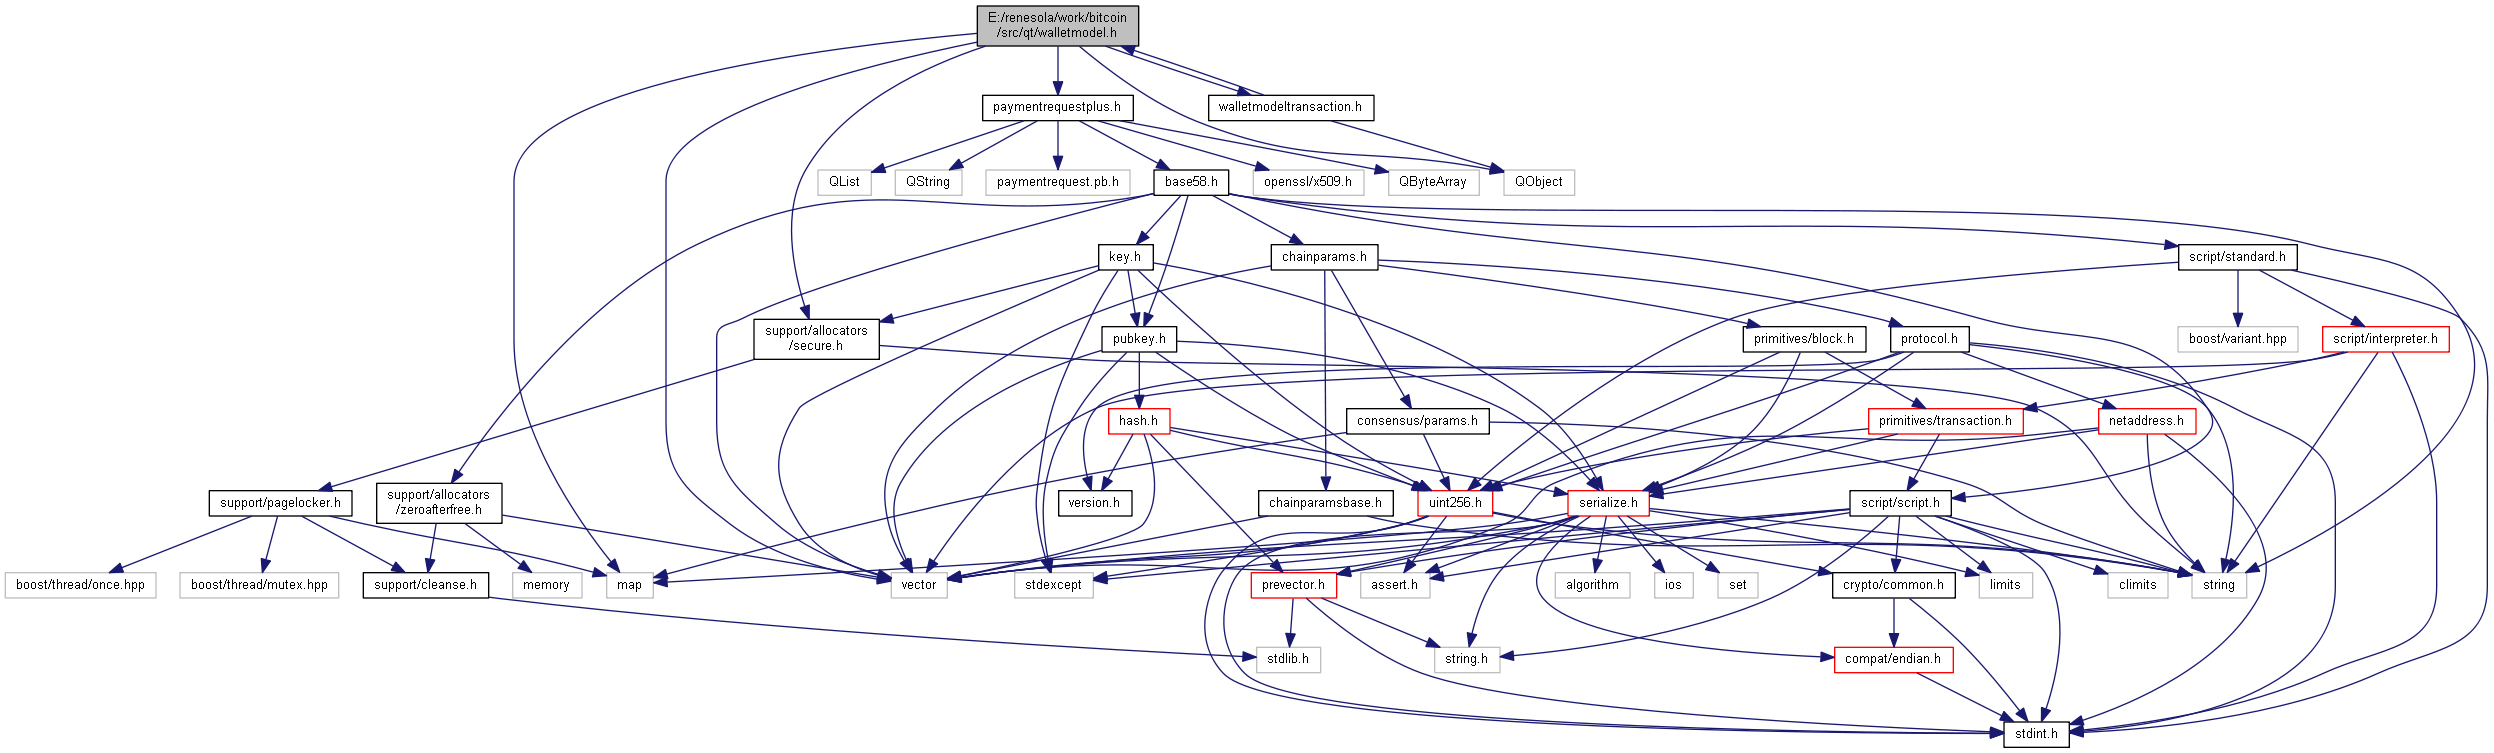 E:/renesola/work/bitcoin
/src/qt/walletmodel.h
paymentrequestplus.h
walletmodeltransaction.h
QList
QString
paymentrequest.pb.h
base58.h
openssl/x509.h
QByteArray
QObject
key.h
chainparams.h
script/standard.h
support/allocators
/secure.h
pubkey.h
primitives/block.h
protocol.h
boost/variant.hpp
script/interpreter.h
hash.h
consensus/params.h
primitives/transaction.h
netaddress.h
support/pagelocker.h
support/allocators
/zeroafterfree.h
version.h
chainparamsbase.h
uint256.h
serialize.h
script/script.h
boost/thread/once.hpp
boost/thread/mutex.hpp
support/cleanse.h
memory
map
vector
stdexcept
prevector.h
assert.h
algorithm
ios
set
crypto/common.h
limits
climits
string
stdlib.h
string.h
compat/endian.h
stdint.h